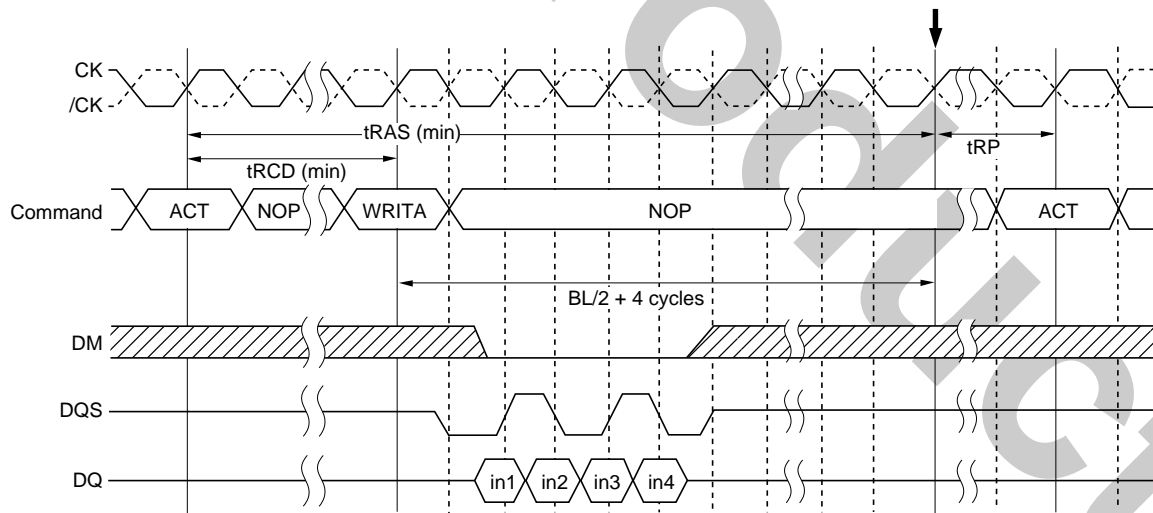 CK
/CK
tRAS (min)
tRP
tRCD (min)
Command
ACT
NOP
WRITA
NOP
ACT
BL/2 + 4 cycles
DM
DQS
DQ
in1
in2
in3
in4